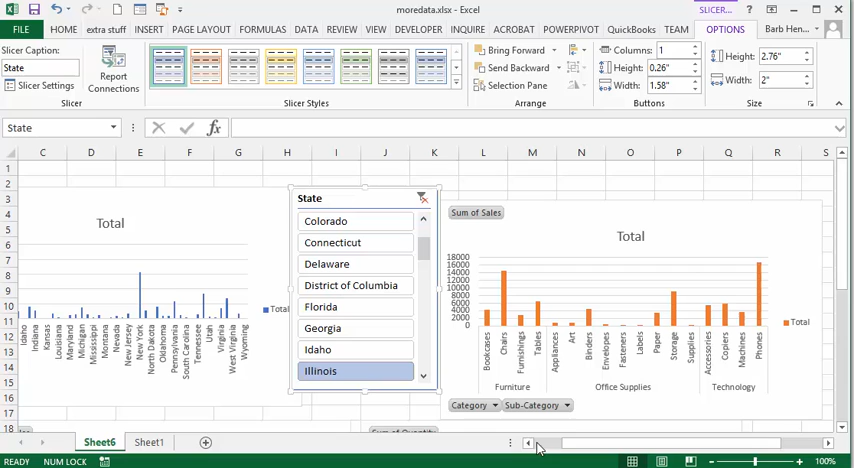 moredata.xlsx - Excel
SLICER...
FILE HOME extra stuff INSERT PAGE LAYOUT FORMULAS DATA REVIEW VIEW DEVELOPER INQUIRE ACROBAT POWERPIVOT QuickBooks TEAM OPTIONS Barb Hen...
Slicer Caption:
State
Slicer Settings
Report
Connections
Bring Forward
Send Backward
Selection Pane
Columns: 1
Height: 0.26"
Width: 1.58"
Height: 2.76"
Width: 2"
Slicer
Slicer Styles
Arrange
Buttons
Size
State
fx
C D E F G H I J K L M N O P Q R S
1
2
3
4
5
6
7
8
9
10
11
12
13
14
15
16
17
18
Total
Total
Idaho
Indiana
Kansas
Louisiana
Maryland
Michigan
Mississippi
Montana
Nevada
New Jersey
New York
North Dakota
Oklahoma
Pennsylvania
South Carolina
Tennessee
Utah
Virginia
West Virginia
Wyoming
State
Colorado
Connecticut
Delaware
District of Columbia
Florida
Georgia
Idaho
Illinois
Sum of Sales
Total
18000
16000
14000
12000
10000
8000
6000
4000
2000
0
Total
Bookcases
Chairs
Furnishings
Tables
Appliances
Art
Binders
Envelopes
Fasteners
Labels
Paper
Storage
Supplies
Accessories
Copiers
Machines
Phones
Furniture
Office Supplies
Technology
Category
Sub-Category
Sheet6 Sheet1
READY NUM LOCK
100%